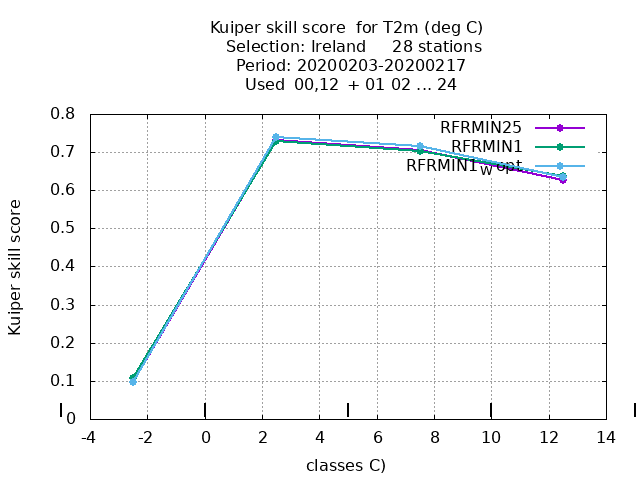 Kuiper skill score for T2m (deg C)
Selection: Ireland 28 stations
Period: 20200203-20200217
Used 00,12 + 01 02 ... 24
RFRMIN25
RFRMIN1
RFRMIN1W opt
Kuiper skill score
0.8
0.7
0.6
0.5
0.4
0.3
0.2
0.1
0
-4 -2 0 2 4 6 8 10 12 14
classes C)